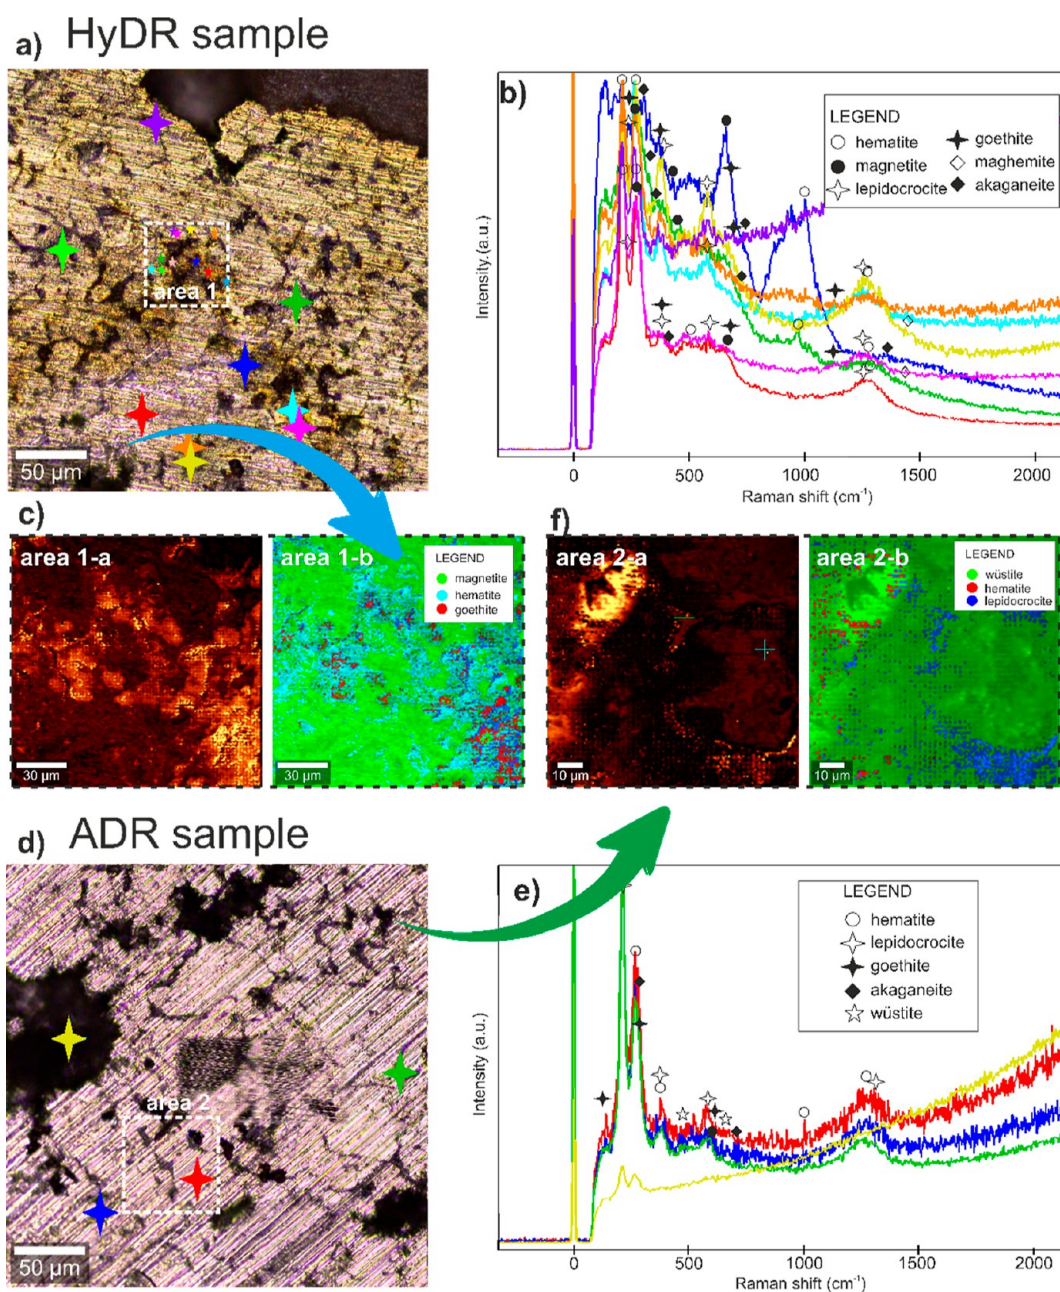 a) HyDR sample
area 1
50 µm
b)
LEGEND
hematite
magnetite
lepidocrocite
goethite
maghemite
akaganeite
Intensity.(a.u.)
0 500 1000 1500 2000
Raman shift (cm-1)
c)
area 1-a
30 µm
area 1-b
LEGEND
magnetite
hematite
goethite
30 µm
f)
area 2-a
10 µm
area 2-b
LEGEND
wüstite
hematite
lepidocrocite
10 µm
d) ADR sample
area 2
50 µm
e)
LEGEND
hematite
lepidocrocite
goethite
akaganeite
wüstite
Intensity (a.u.)
0 500 1000 1500 2000
Raman shift (cm-1)